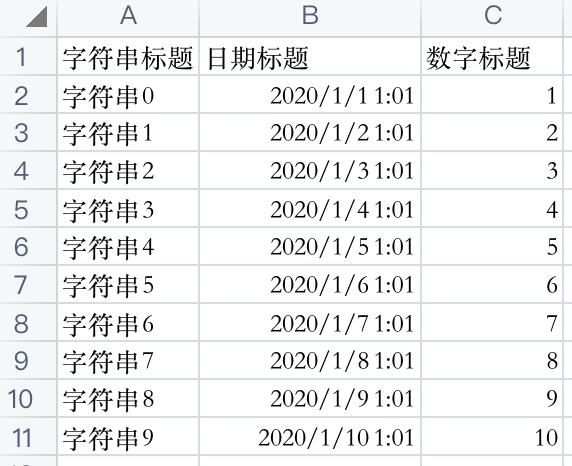 A B C
1 字符串标题 日期标题 数字标题
2 字符串0 2020/1/1 1:01 1
3 字符串1 2020/1/2 1:01 2
4 字符串2 2020/1/3 1:01 3
5 字符串3 2020/1/4 1:01 4
6 字符串4 2020/1/5 1:01 5
7 字符串5 2020/1/6 1:01 6
8 字符串6 2020/1/7 1:01 7
9 字符串7 2020/1/8 1:01 8
10 字符串8 2020/1/9 1:01 9
11 字符串9 2020/1/10 1:01 10